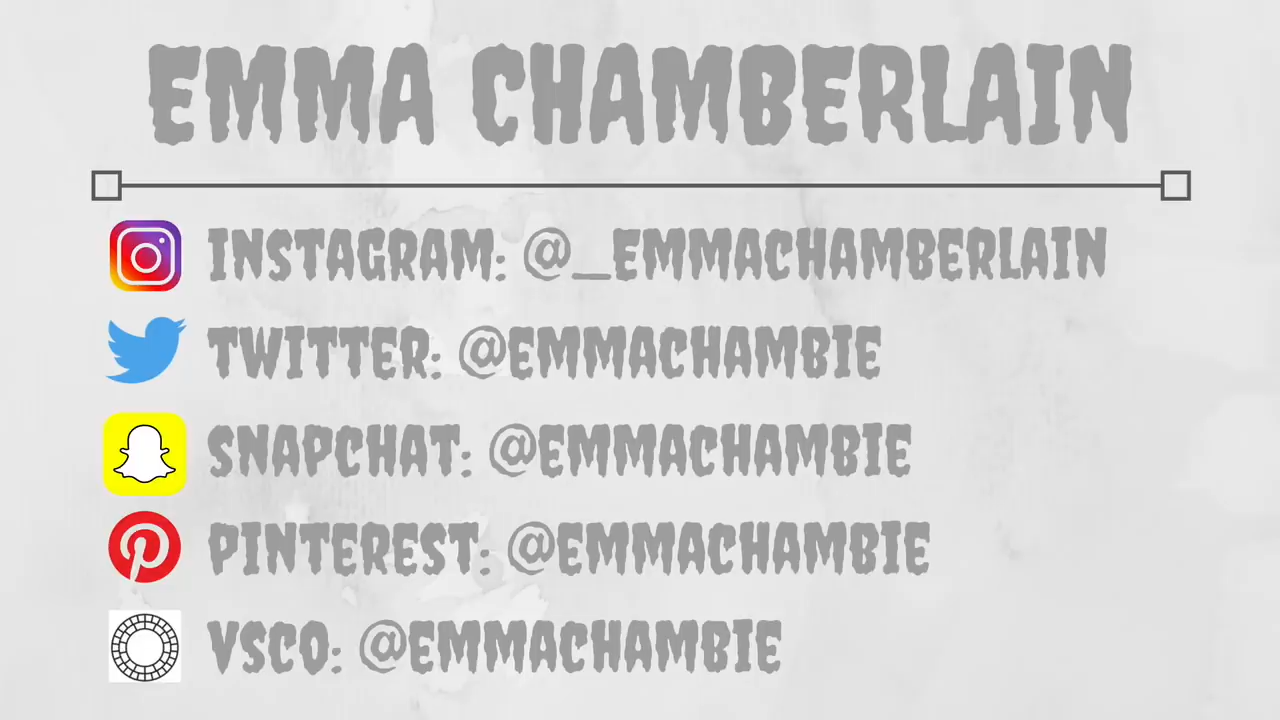 EMMA CHAMBERLAIN
INSTAGRAM: @_EMMACHAMBERLAIN
TWITTER: @EMMACHAMBIE
SNAPCHAT: @EMMACHAMBIE
PINTEREST: @EMMACHAMBIE
VSCO: @EMMACHAMBIE